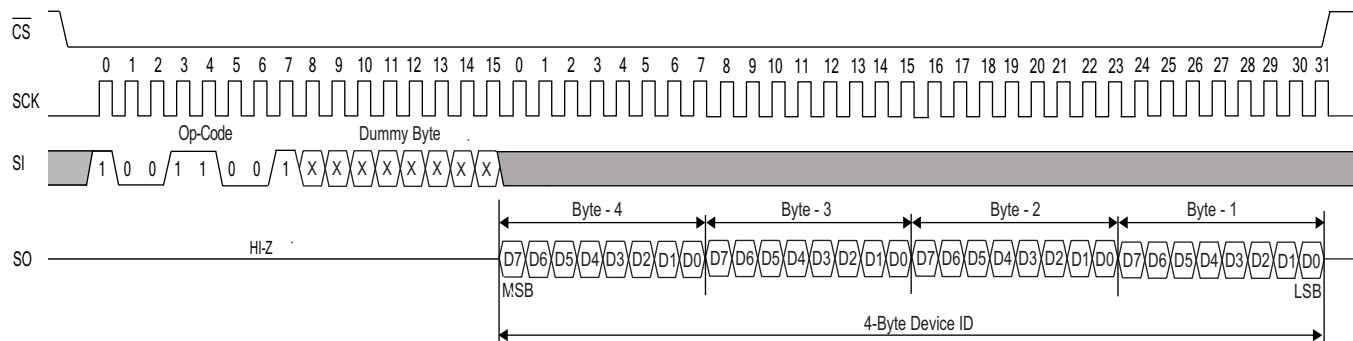 CS
0 1 2 3 4 5 6 7 8 9 10 11 12 13 14 15 0 1 2 3 4 5 6 7 8 9 10 11 12 13 14 15 16 17 18 19 20 21 22 23 24 25 26 27 28 29 30 31
SCK
Op-Code Dummy Byte
SI 1 0 0 1 1 0 0 1 X X X X X X X X
Byte - 4 Byte - 3 Byte - 2 Byte - 1
SO HI-Z D7 D6 D5 D4 D3 D2 D1 D0 D7 D6 D5 D4 D3 D2 D1 D0 D7 D6 D5 D4 D3 D2 D1 D0 D7 D6 D5 D4 D3 D2 D1 D0
MSB LSB
4-Byte Device ID